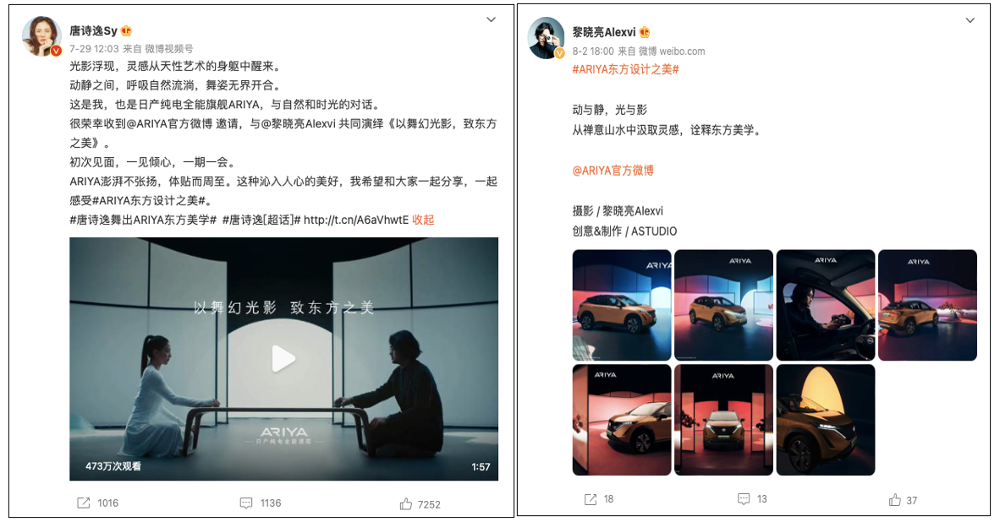 唐诗逸Sy
7-29 12:03 来自 微博视频号
光影浮现，灵感从天性艺术的身躯中醒来。
动静之间，呼吸自然流淌，舞姿无界开合。
这是我，也是日产纯电全能旗舰ARIYA，与自然和时光的对话。
很荣幸收到@ARIYA官方微博 邀请，与@黎晓亮Alexvi 共同演绎《以舞幻光影，致东方
之美》。
初次见面，一见倾心，一期一会。
ARIYA澎湃不张扬，体贴而周至。这种沁入人心的美好，我希望和大家一起分享，一起
感受#ARIYA东方设计之美#。
#唐诗逸舞出ARIYA东方美学# #唐诗逸[超话]# http://t.cn/A6aVhwtE 收起
以舞幻光影 致东方之美
ARIYA
日产纯电全能旗舰
473万次观看
1:57
1016
1136
7252
黎晓亮Alexvi
8-2 18:00 来自 微博 weibo.com
#ARIYA东方设计之美#
动与静，光与影
从禅意山水中汲取灵感，诠释东方美学。
@ARIYA官方微博
摄影 / 黎晓亮Alexvi
创意&制作 / ASTUDIO
ARIYA
ARIYA
ARIYA
ARIYA
ARIYA
ARIYA
18
13
37